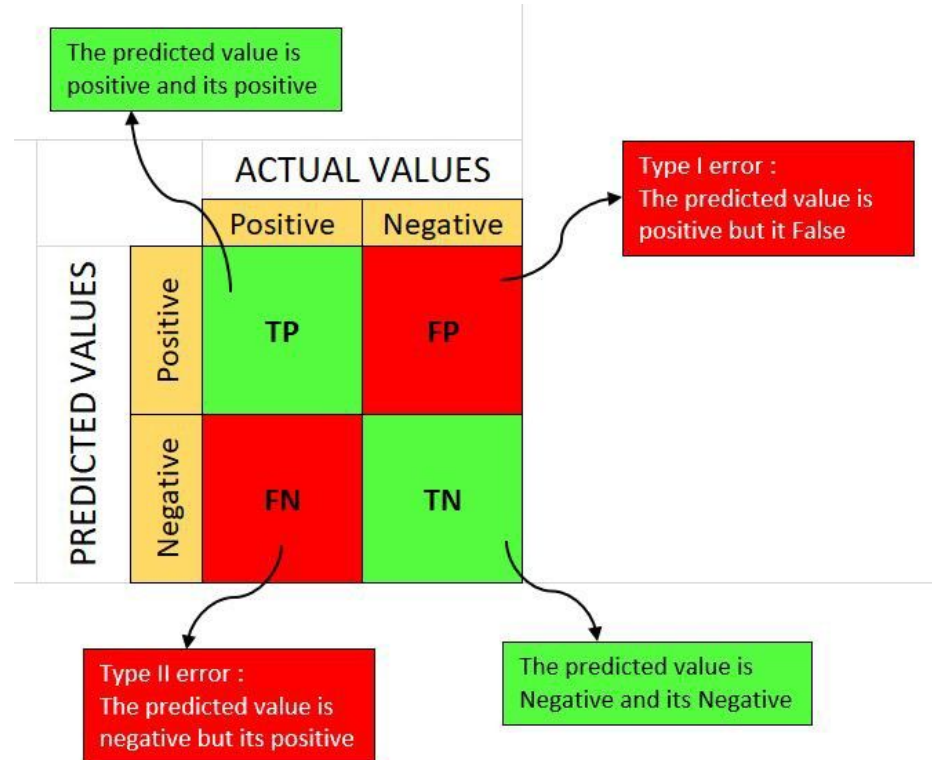 The predicted value is
positive and its positive
ACTUAL VALUES
Type I error :
The predicted value is
positive but it False
Positive
Negative
PREDICTED VALUES
Positive
TP
FP
Negative
FN
TN
Type II error :
The predicted value is
negative but its positive
The predicted value is
Negative and its Negative